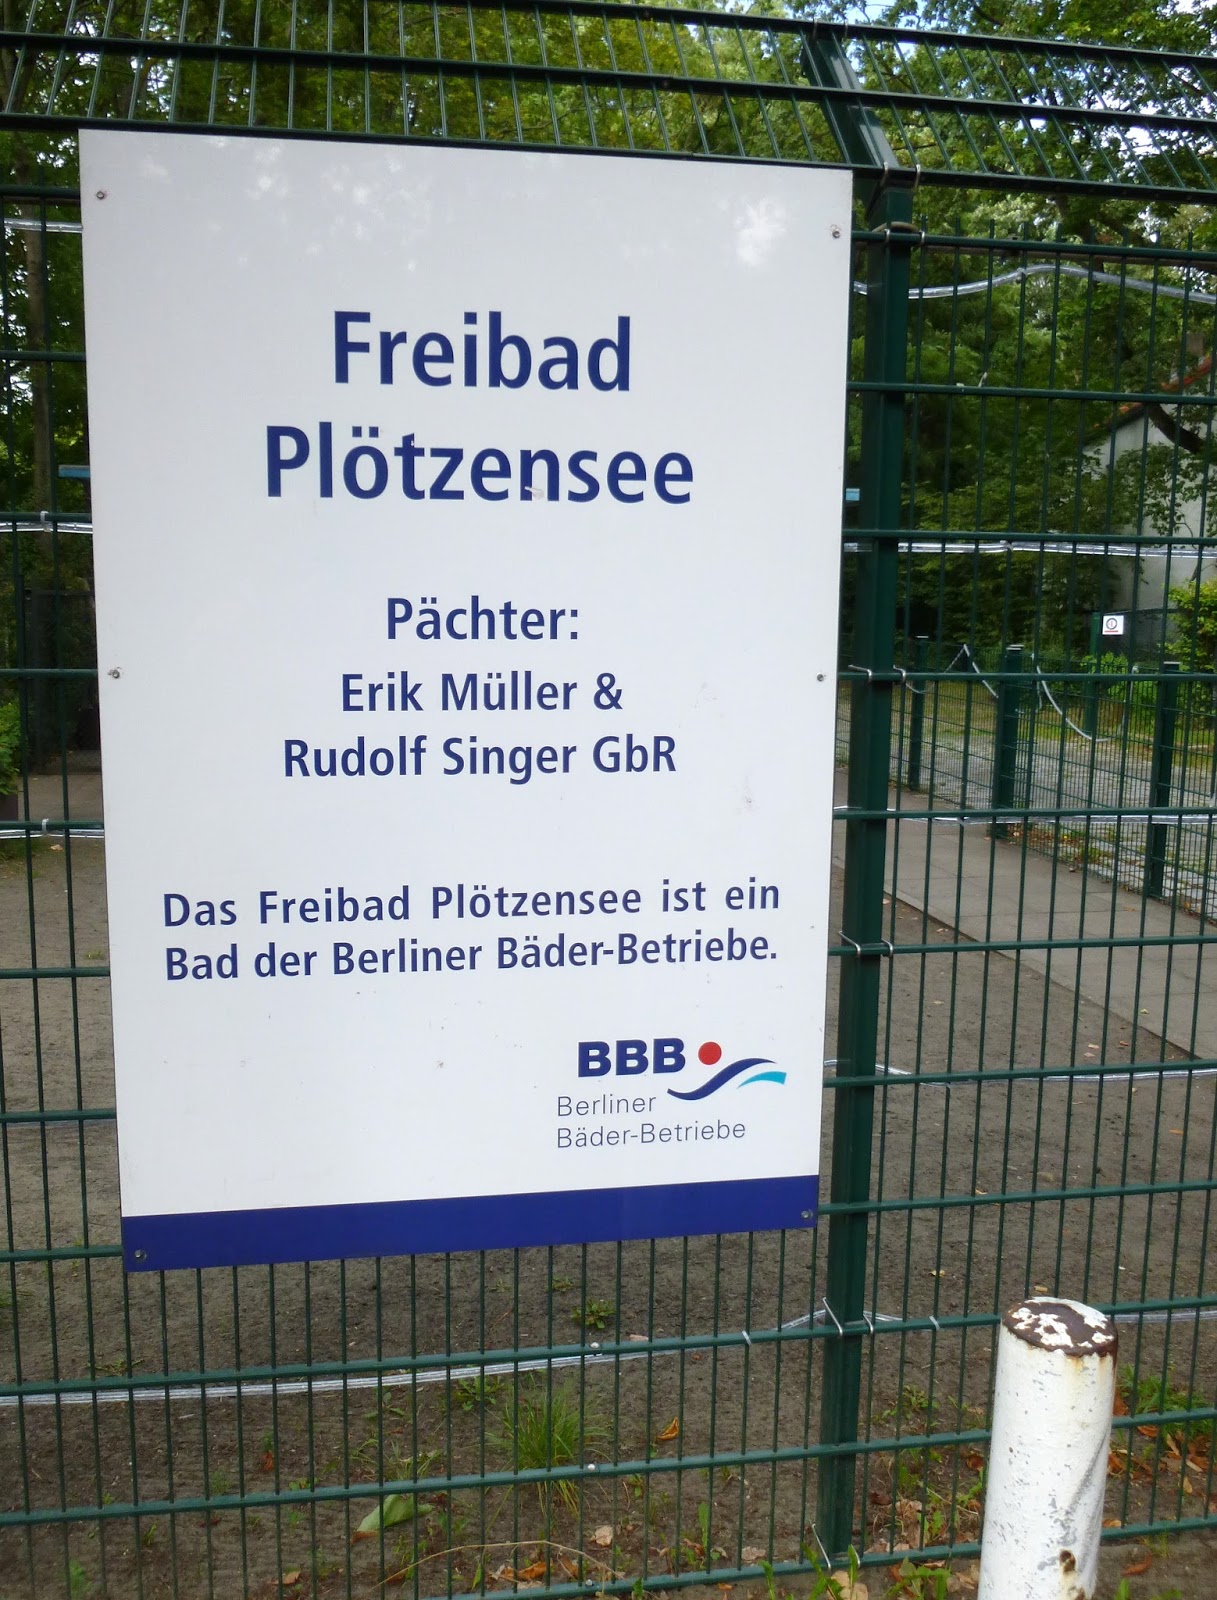 Freibad
Plötzensee
Pächter:
Erik Müller &
Rudolf Singer GbR
Das Freibad Plötzensee ist ein
Bad der Berliner Bäder-Betriebe.
BBB
Berliner
Bäder-Betriebe